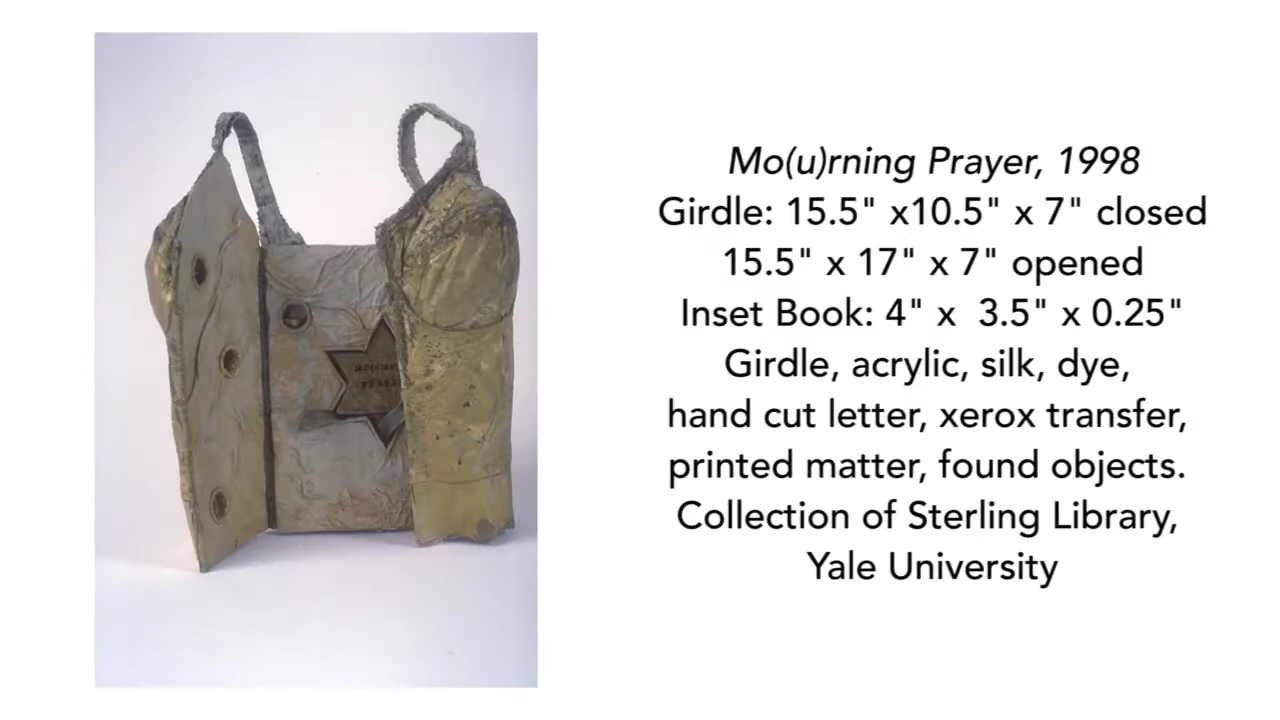 Mo(u)rning Prayer, 1998
Girdle: 15.5" x10.5" x 7" closed
15.5" x 17" x 7" opened
Inset Book: 4" x 3.5" x 0.25"
Girdle, acrylic, silk, dye,
hand cut letter, xerox transfer,
printed matter, found objects.
Collection of Sterling Library,
Yale University